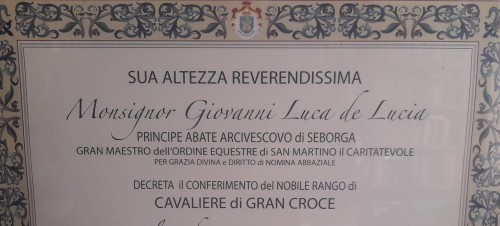 SUA ALTEZZA REVERENDISSIMA
Monsignor Giovanni Luca de Lucia
PRINCIPE ABATE ARCIVESCOVO di SEBORGA
GRAN MAESTRO dell'ORDINE EQUESTRE di SAN MARTINO il CARITATEVOLE
PER GRAZIA DIVINA e DIRITTO di NOMINA ABBAZIALE
DECRETA il CONFERIMENTO del NOBILE RANGO di
CAVALIERE di GRAN CROCE